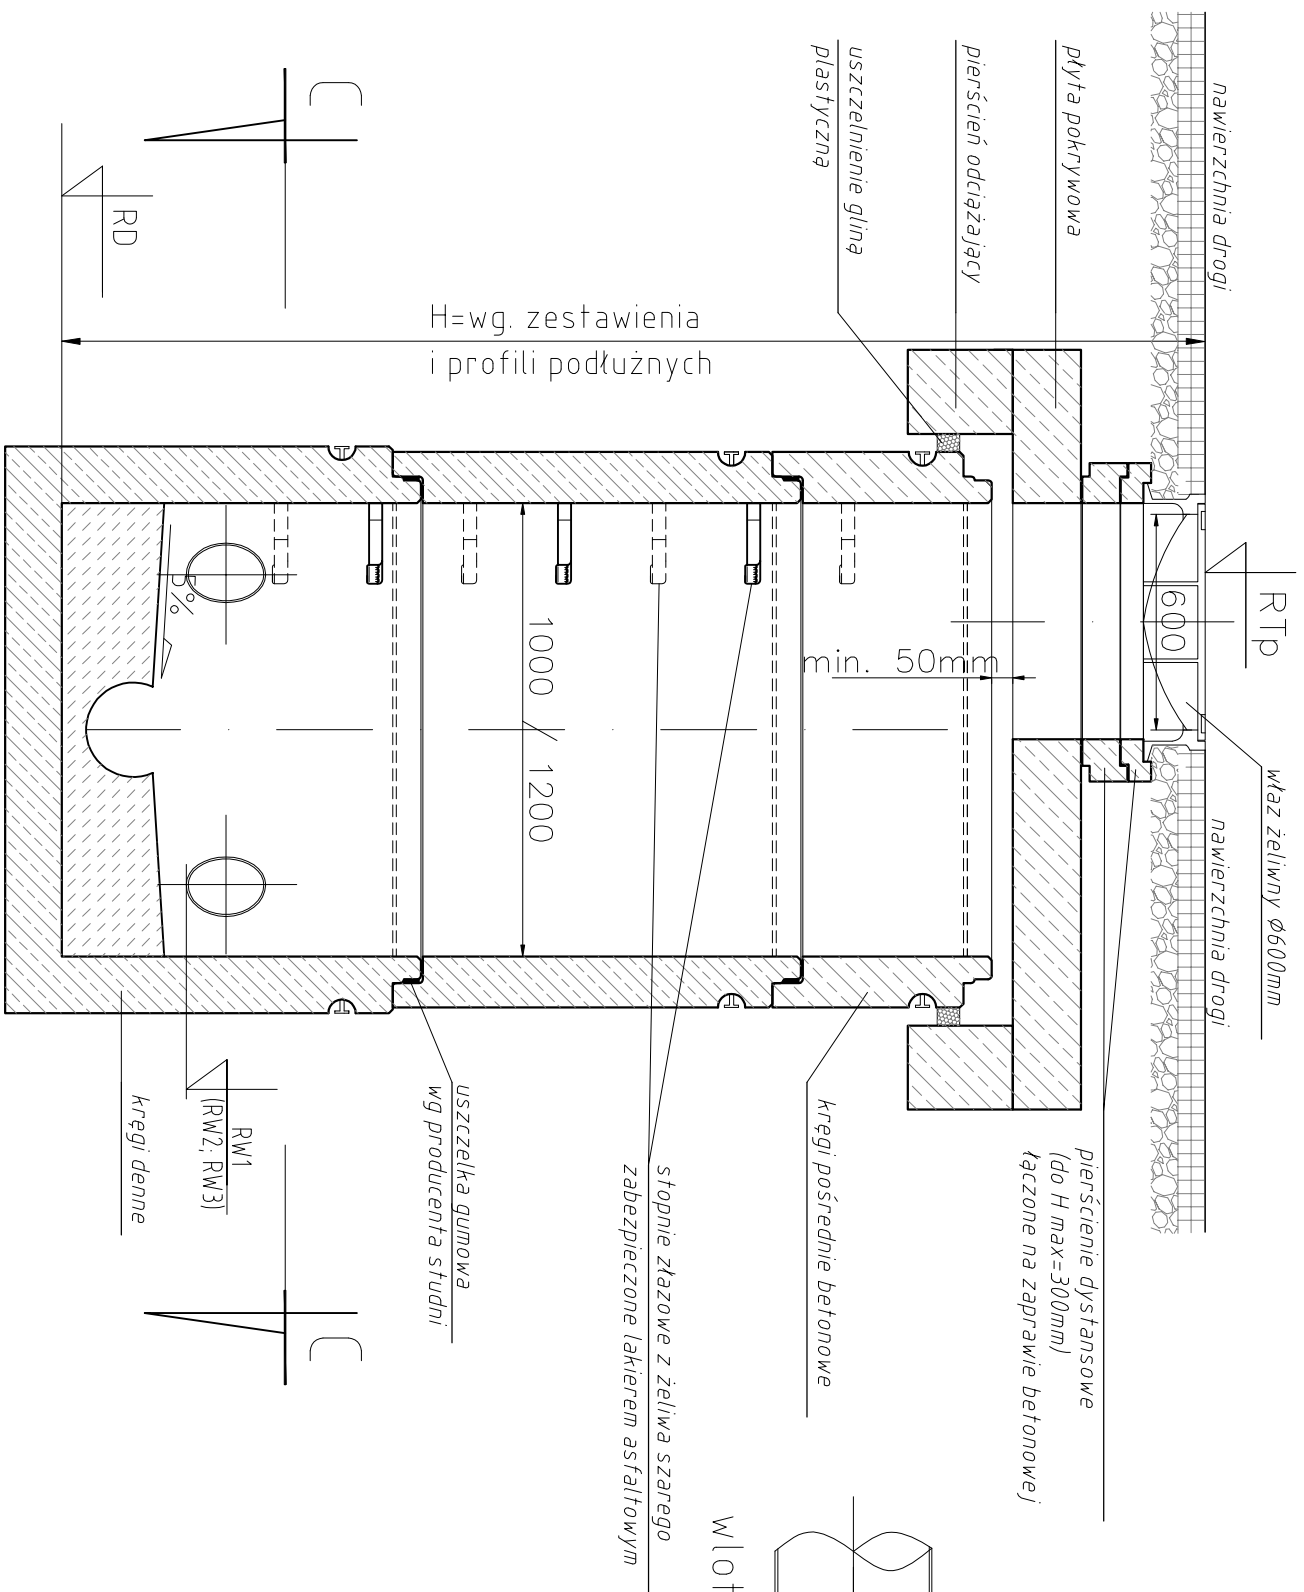 nawierzchnia drogi
płyta pokrywowa
pierścień odciążający
uszczelnienie gliną
plastyczną
C
RD
H=wg. zestawienia
i profili podłużnych
RTp
600
właz żeliwny ø600mm
nawierzchnia drogi
min. 50mm
1000 / 1200
5%
pierścienie dystansowe
(do H max=300mm)
łączone na zaprawie betonowej
kręgi pośrednie betonowe
stopnie złazowe z żeliwa szarego
zabezpieczone lakierem asfaltowym
uszczelka gumowa
wg producenta studni
RW1
(RW2; RW3)
kręgi denne
C
wlot